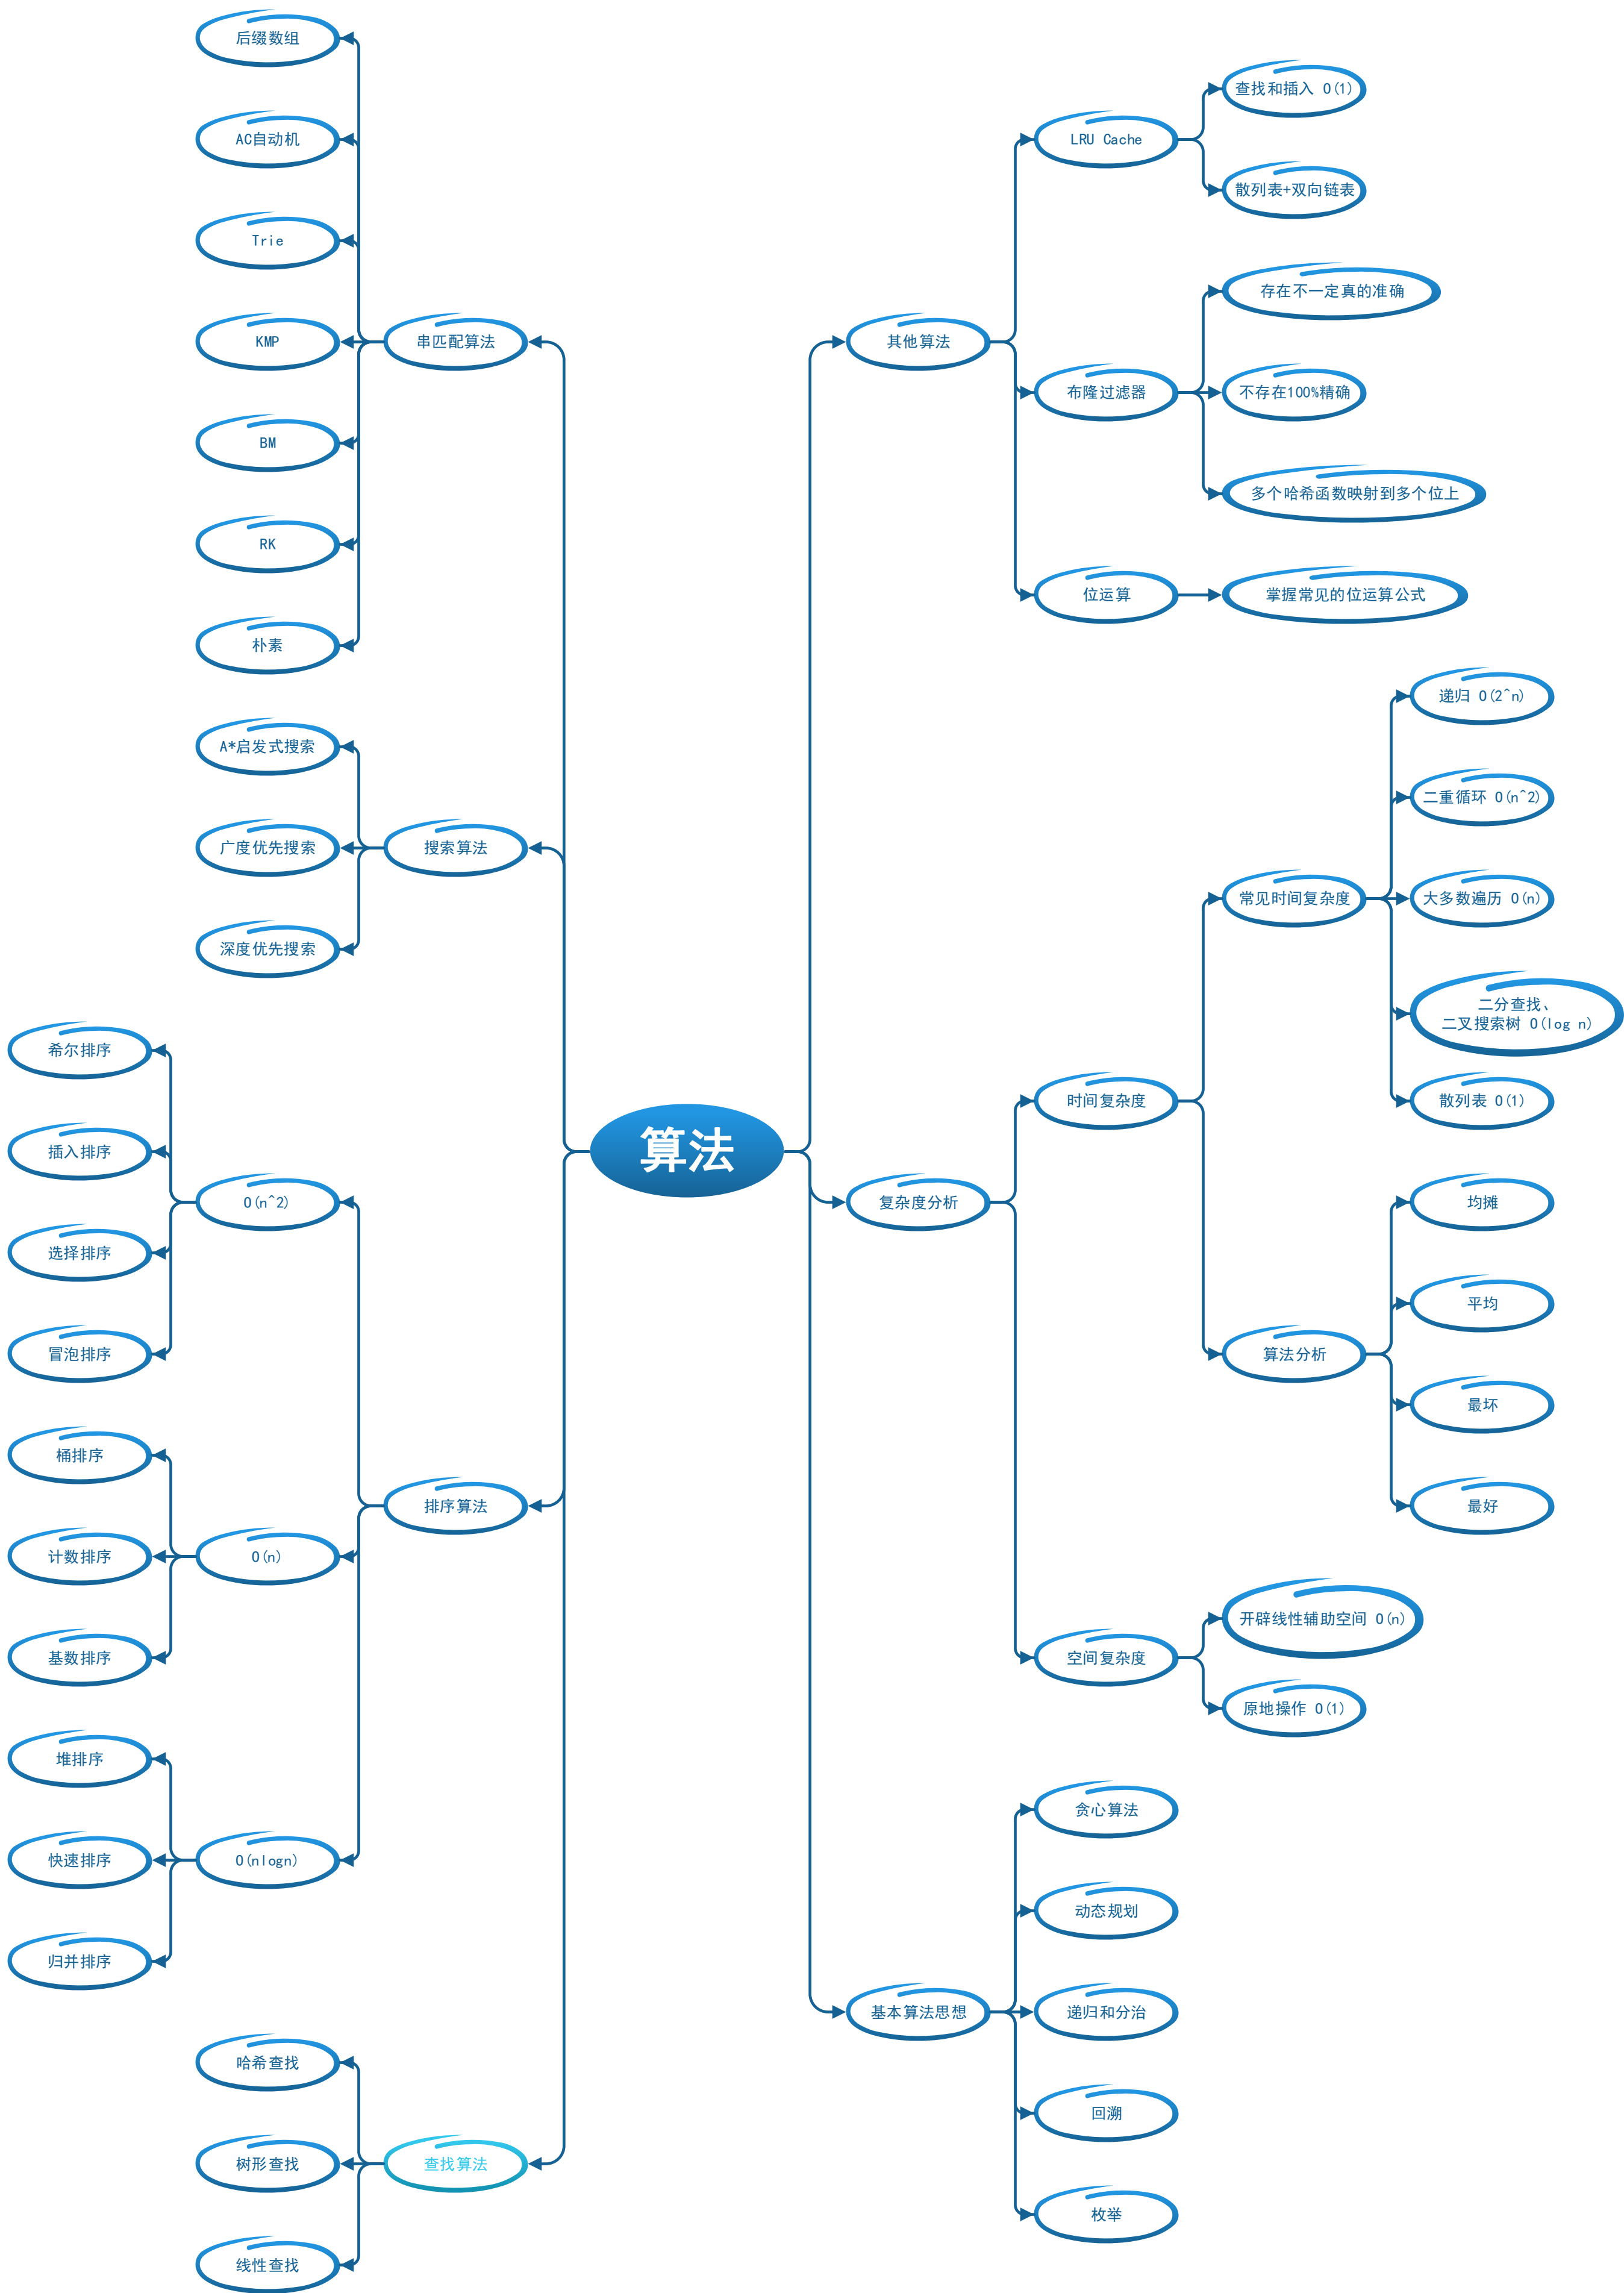 算法
串匹配算法
后缀数组
AC自动机
Trie
KMP
BM
RK
朴素
搜索算法
A*启发式搜索
广度优先搜索
深度优先搜索
排序算法
O(n^2)
希尔排序
插入排序
选择排序
冒泡排序
O(n)
桶排序
计数排序
基数排序
O(nlogn)
堆排序
快速排序
归并排序
查找算法
哈希查找
树形查找
线性查找
其他算法
LRU Cache
查找和插入 O(1)
散列表+双向链表
布隆过滤器
存在不一定真的准确
不存在100%精确
多个哈希函数映射到多个位上
位运算
掌握常见的位运算公式
复杂度分析
时间复杂度
常见时间复杂度
递归 O(2^n)
二重循环 O(n^2)
大多数遍历 O(n)
二分查找、
二叉搜索树 O(log n)
散列表 O(1)
算法分析
均摊
平均
最坏
最好
空间复杂度
开辟线性辅助空间 O(n)
原地操作 O(1)
基本算法思想
贪心算法
动态规划
递归和分治
回溯
枚举